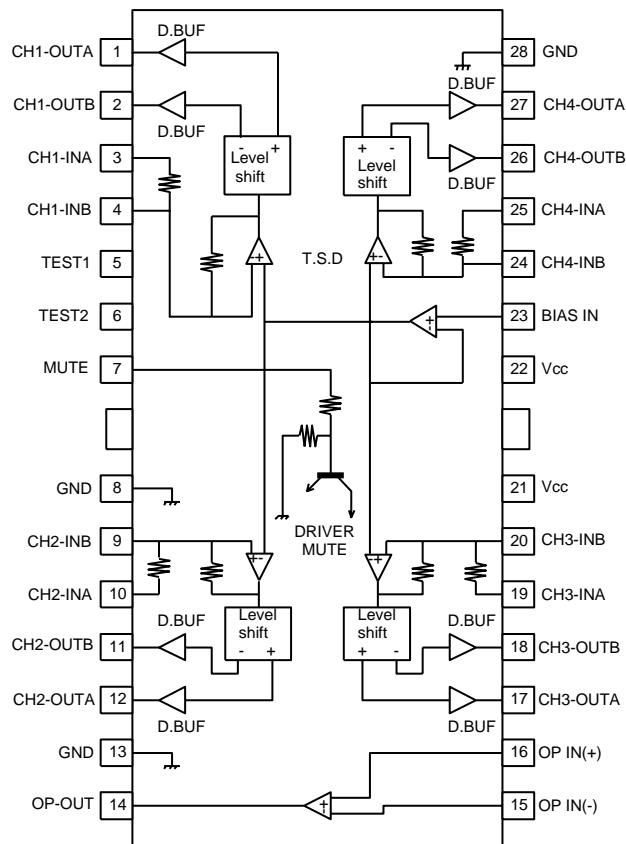 CH1-OUTA 1 D.BUF 28 GND
CH1-OUTB 2 D.BUF D.BUF 27 CH4-OUTA
- + Level shift
+ - Level shift
CH1-INA 3 D.BUF 26 CH4-OUTB
CH1-INB 4 25 CH4-INA
TEST1 5 - + T.S.D + - 24 CH4-INB
TEST2 6 + - 23 BIAS IN
MUTE 7 22 Vcc
GND 8 21 Vcc
DRIVER
MUTE
CH2-INB 9 + - + - 20 CH3-INB
CH2-INA 10 19 CH3-INA
Level shift - +
Level shift + -
CH2-OUTB 11 D.BUF D.BUF 18 CH3-OUTB
CH2-OUTA 12 D.BUF D.BUF 17 CH3-OUTA
GND 13 16 OP IN(+)
OP-OUT 14 + - 15 OP IN(-)